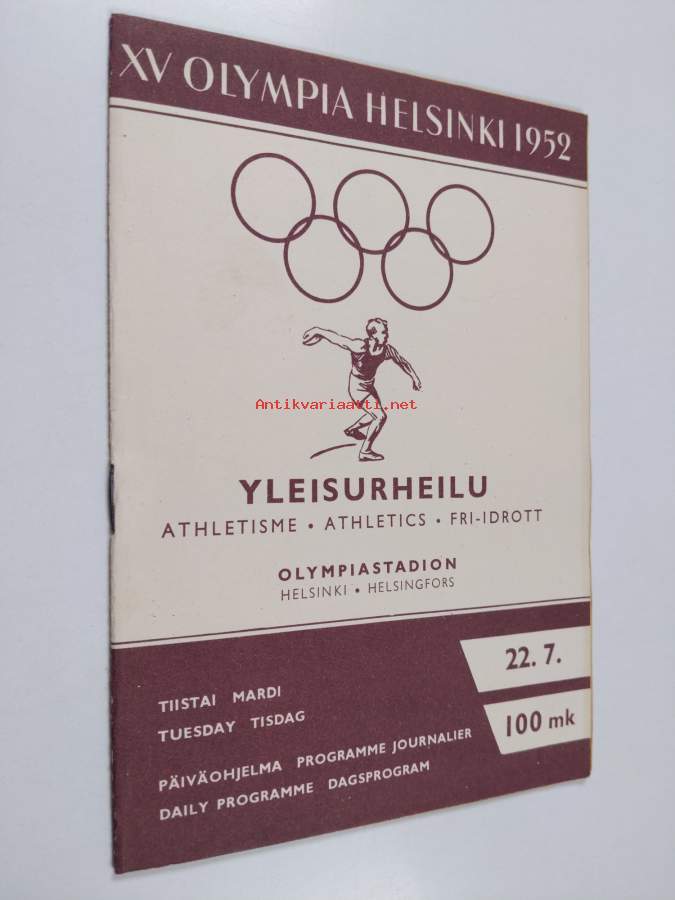 XV OLYMPIA HELSINKI 1952
Antikvariaatti.net
YLEISURHEILU
ATHLETISME • ATHLETICS • FRI-IDROTT
OLYMPIASTADION
HELSINKI • HELSINGFORS
22. 7.
TIISTAI MARDI
TUESDAY TISDAG
100 mk
PÄIVÄOHJELMA PROGRAMME JOURNALIER
DAILY PROGRAMME DAGSPROGRAM